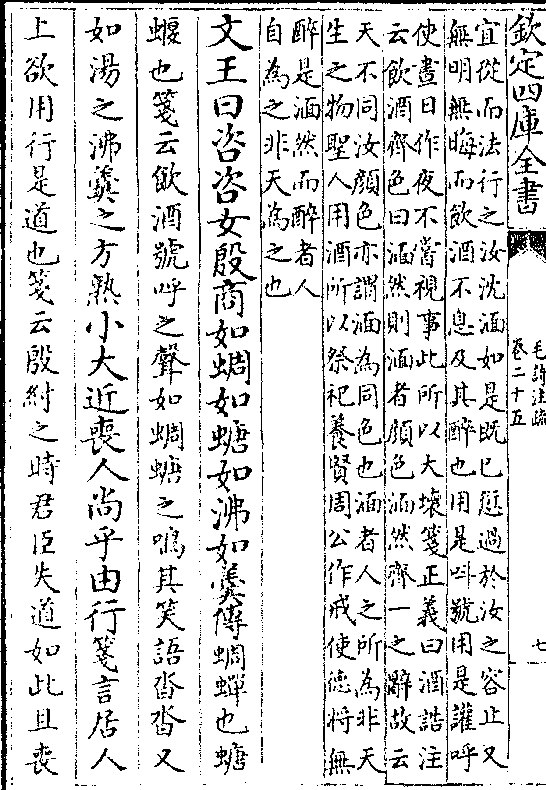 欽定四庫全書
毛詩注疏
卷二十五
七
宜從而法行之汝沈湎如是既已愆過於汝之容止又
無明無晦而飲酒不息及其醉也用是叫號用是讙呼
使晝日作夜不嘗視事此所以大壞箋正義曰酒誥注
云飲酒齊色曰湎然則湎者顔色湎然齊一之辭故云
天不同汝顔色亦謂湎為同色也湎者人之所為非天
生之物聖人用酒所以祭祀養賢周公作戒使德將無
醉是湎然而醉者人
自為之非天為之也
文王曰咨咨女殷商如蜩如螗如沸如羹傳蜩蟬也螗
蝘也箋云飲酒號呼之聲如蜩螗之鳴其笑語沓沓又
如湯之沸羹之方熟小大近喪人尚乎由行箋言居人
上欲用行是道也箋云殷紂之時君臣失道如此且喪